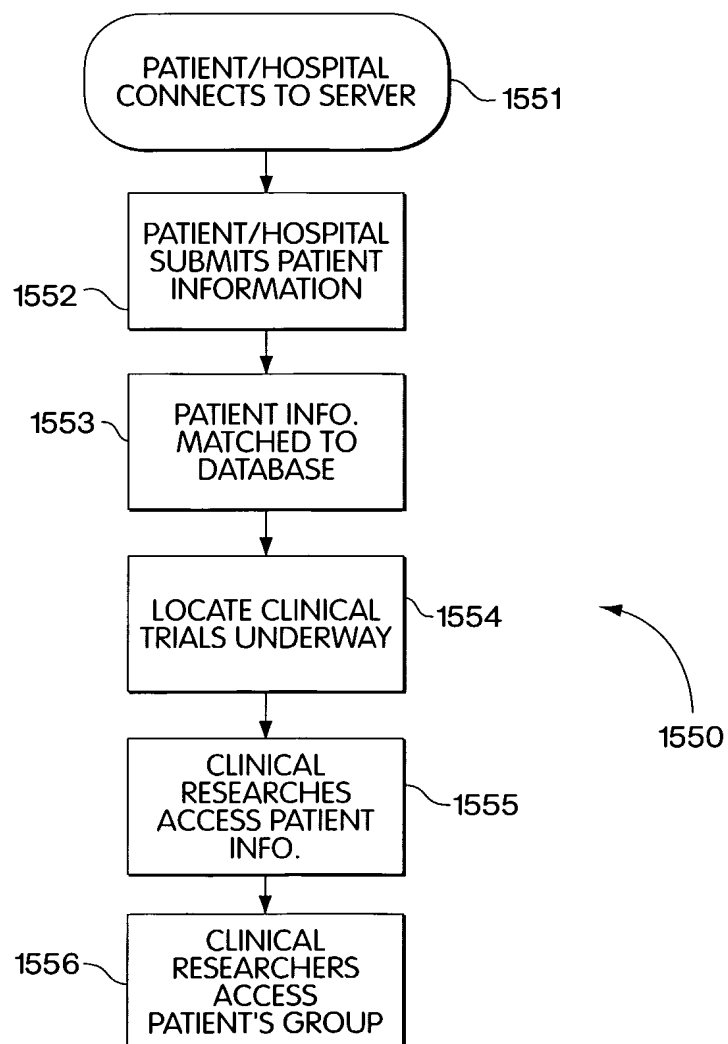 PATIENT/HOSPITAL
CONNECTS TO SERVER
1551
PATIENT/HOSPITAL
SUBMITS PATIENT
INFORMATION
1552
PATIENT INFO.
MATCHED TO
DATABASE
1553
LOCATE CLINICAL
TRIALS UNDERWAY
1554
1550
CLINICAL
RESEARCHES
ACCESS PATIENT
INFO.
1555
CLINICAL
RESEARCHERS
ACCESS
PATIENT'S GROUP
1556